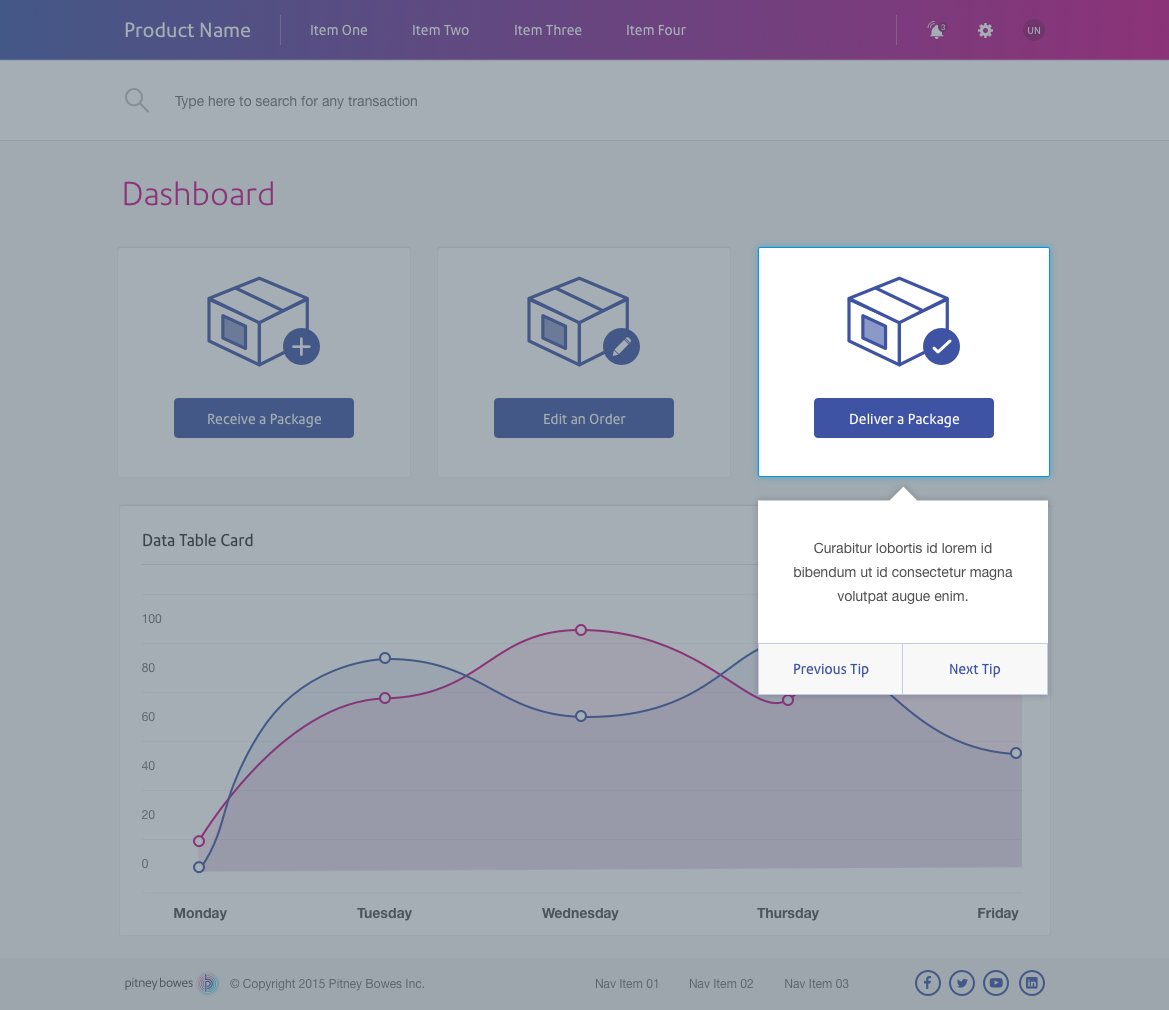 Product Name
Item One
Item Two
Item Three
Item Four
3
UN
Type here to search for any transaction
Dashboard
Receive a Package
Edit an Order
Deliver a Package
Curabitur lobortis id lorem id
bibendum ut id consectetur magna
volutpat augue enim.
Previous Tip
Next Tip
Data Table Card
100
80
60
40
20
0
Monday
Tuesday
Wednesday
Thursday
Friday
pitney bowes
© Copyright 2015 Pitney Bowes Inc.
Nav Item 01
Nav Item 02
Nav Item 03